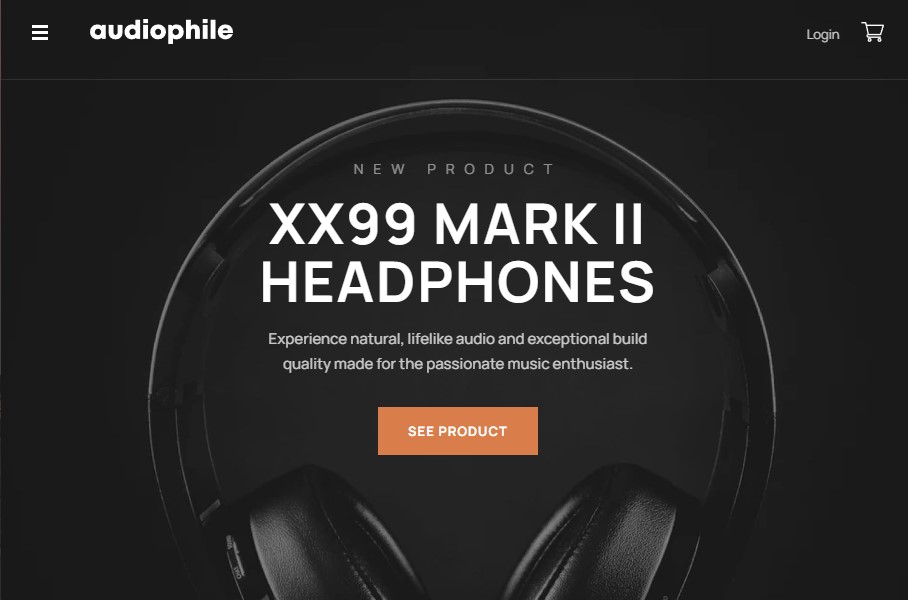 audiophile
Login
NEW PRODUCT
XX99 MARK II
HEADPHONES
Experience natural, lifelike audio and exceptional build
quality made for the passionate music enthusiast.
SEE PRODUCT